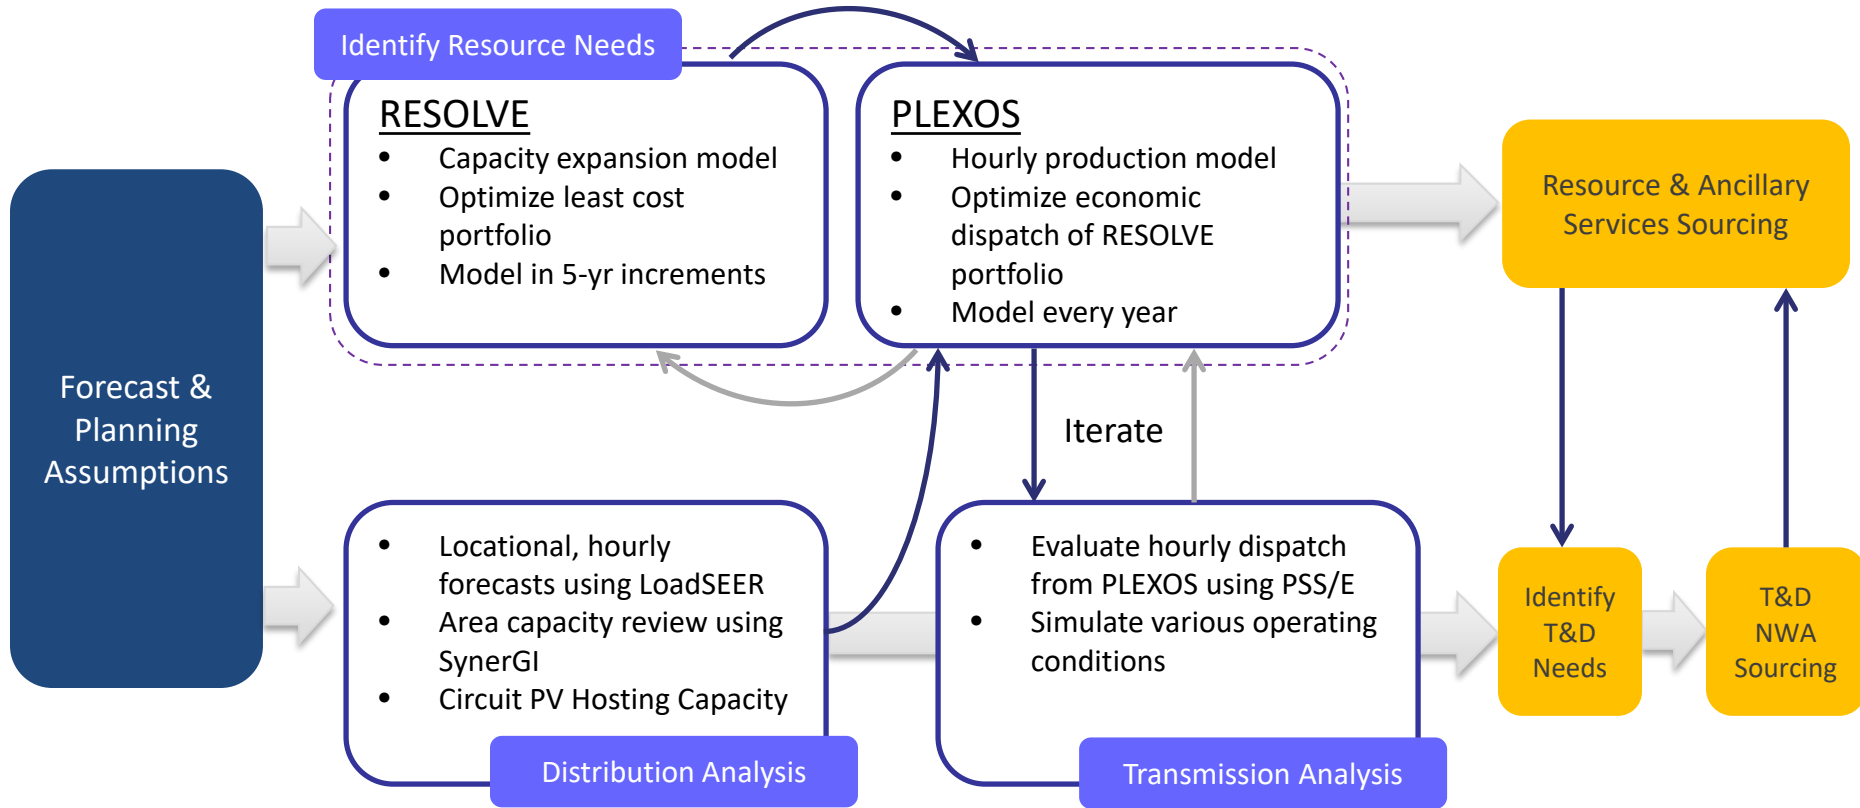 Identify Resource Needs
RESOLVE
• Capacity expansion model
• Optimize least cost
portfolio
• Model in 5-yr increments
PLEXOS
• Hourly production model
• Optimize economic
dispatch of RESOLVE
portfolio
• Model every year
Resource & Ancillary
Services Sourcing
Forecast &
Planning
Assumptions
Iterate
• Locational, hourly
forecasts using LoadSEER
• Area capacity review using
SynerGI
• Circuit PV Hosting Capacity
Distribution Analysis
• Evaluate hourly dispatch
from PLEXOS using PSS/E
• Simulate various operating
conditions
Transmission Analysis
Identify
T&D
Needs
T&D
NWA
Sourcing